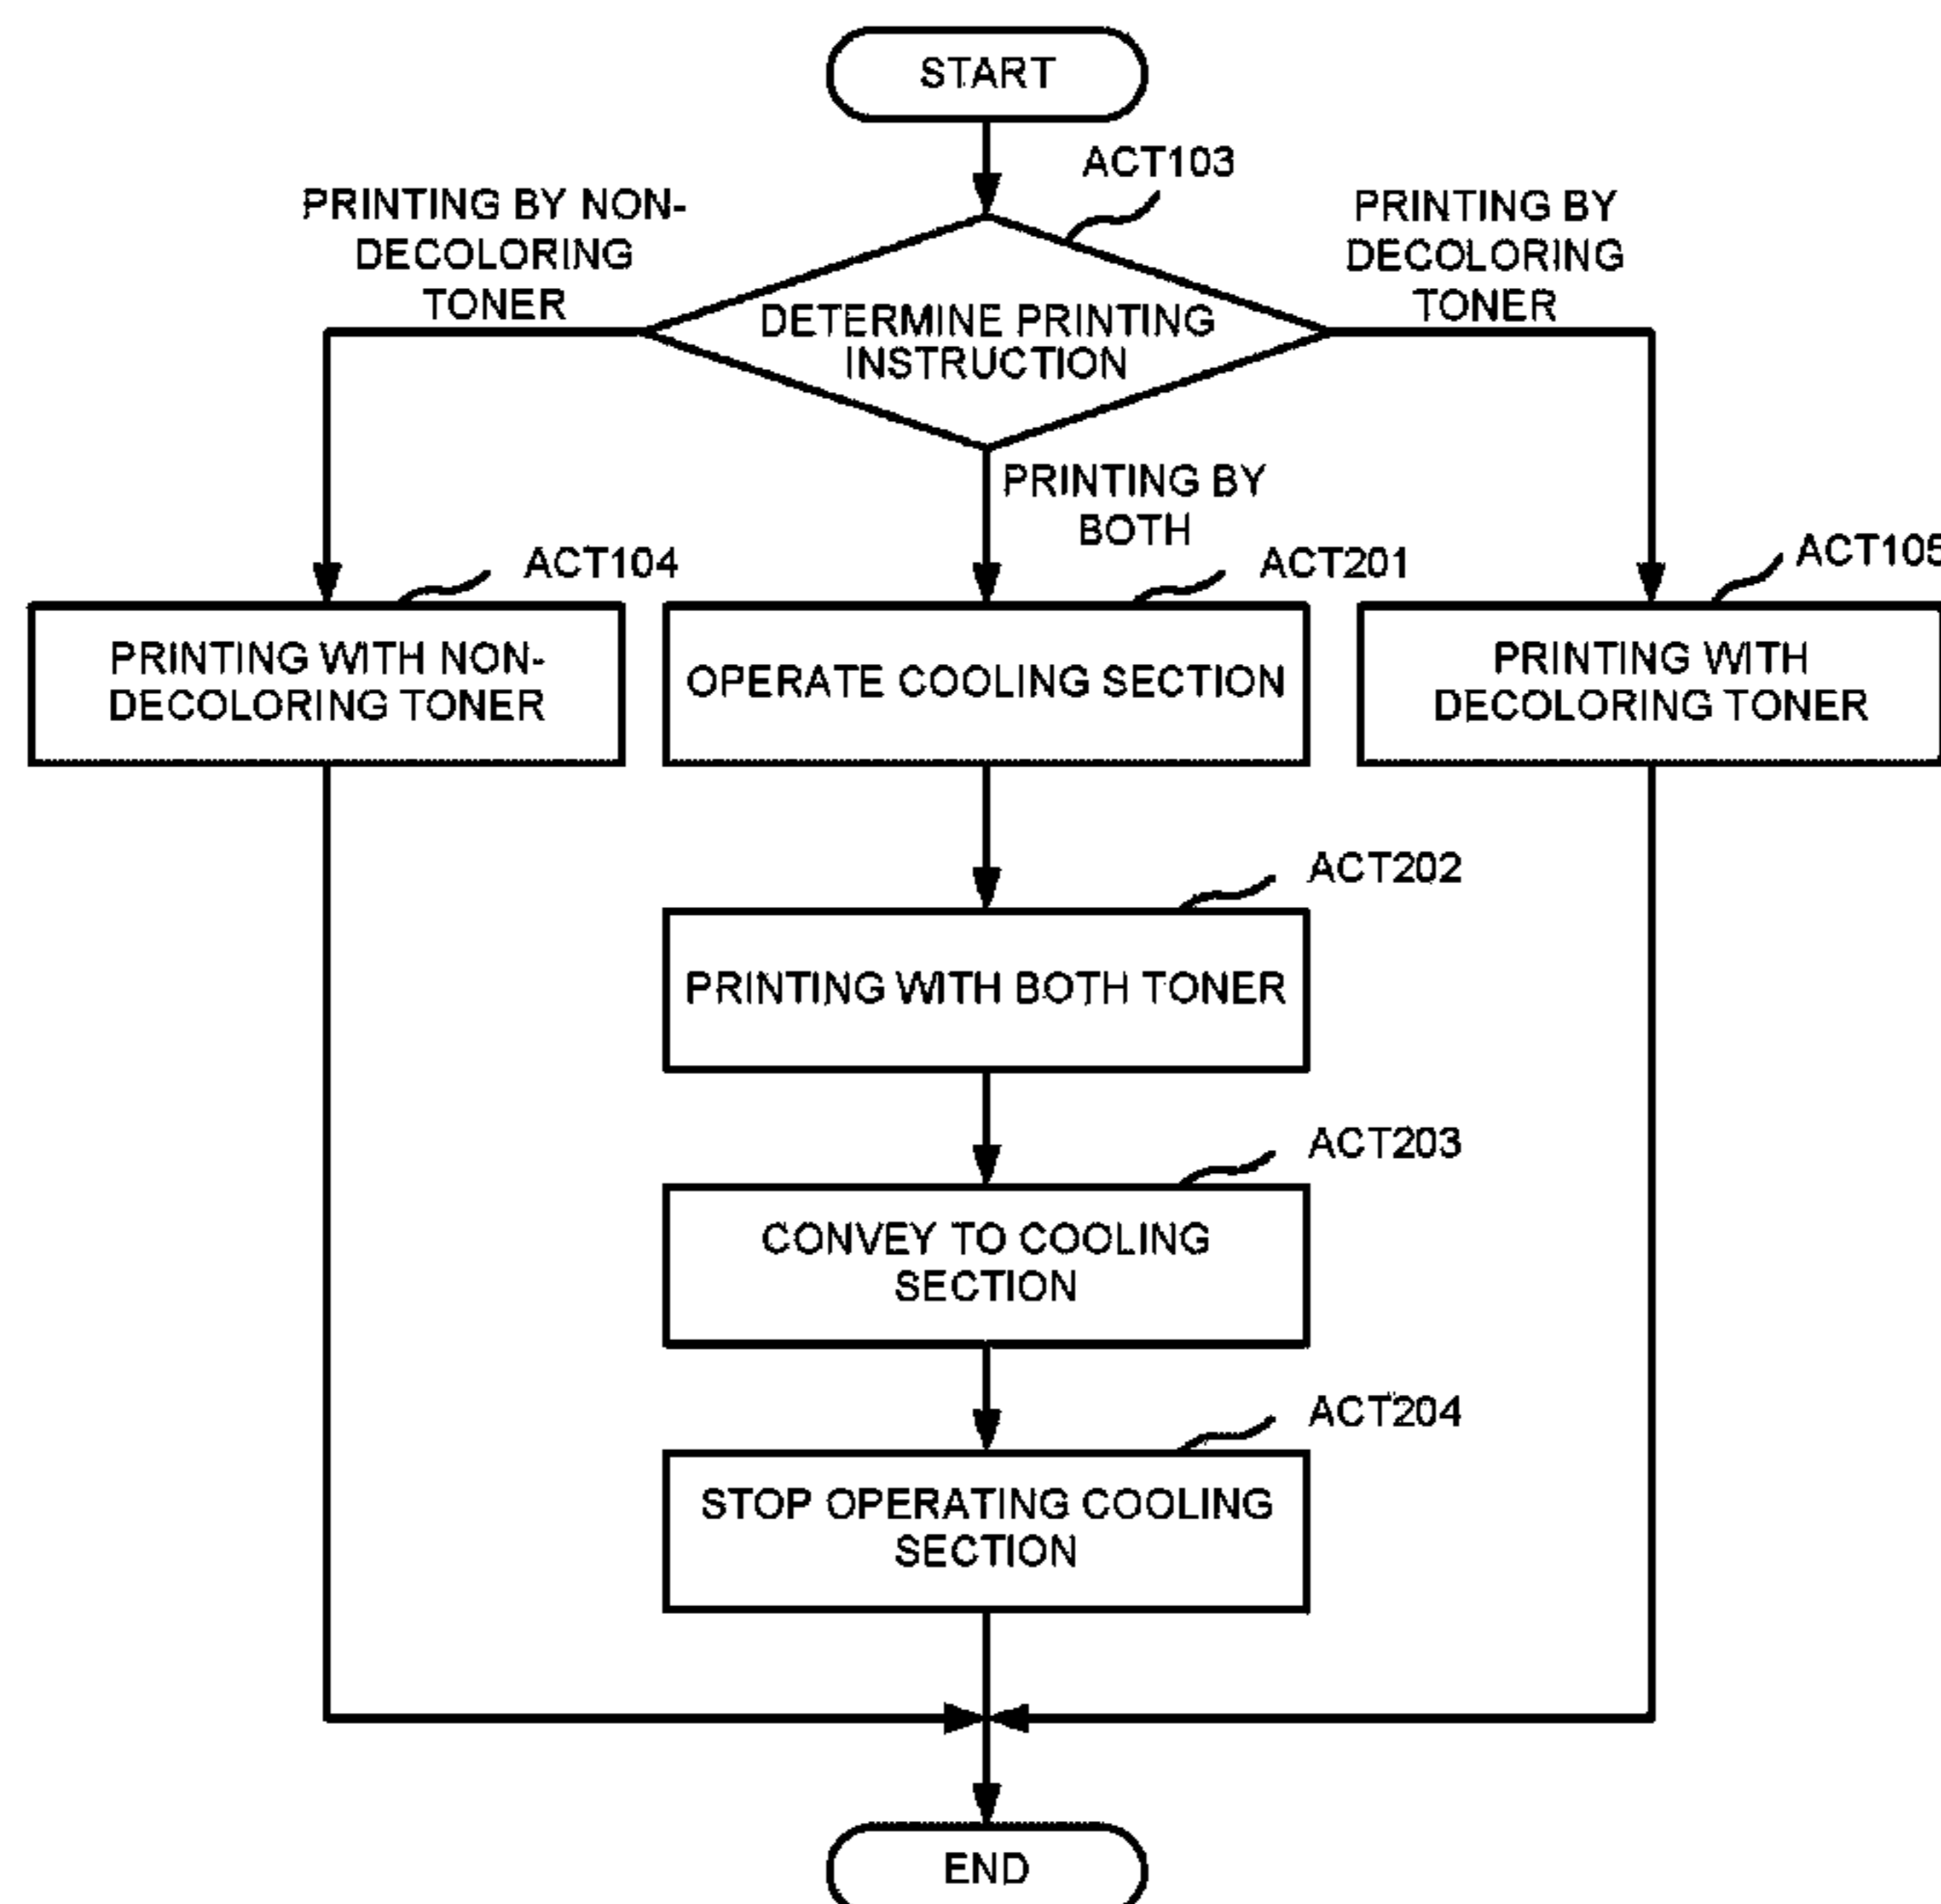 START
ACT103
PRINTING BY NON-
DECOLORING
TONER
PRINTING BY
DECOLORING
TONER
DETERMINE PRINTING
INSTRUCTION
PRINTING BY
BOTH
ACT104
ACT201
ACT105
PRINTING WITH NON-
DECOLORING TONER
OPERATE COOLING SECTION
PRINTING WITH
DECOLORING TONER
ACT202
PRINTING WITH BOTH TONER
ACT203
CONVEY TO COOLING
SECTION
ACT204
STOP OPERATING COOLING
SECTION
END